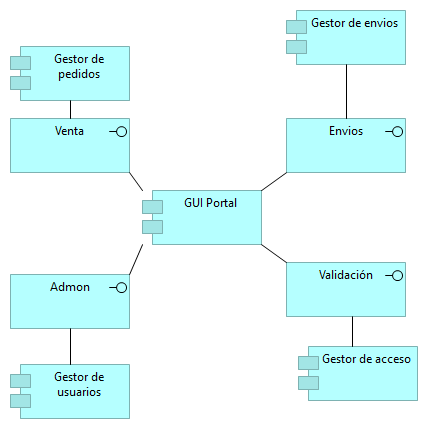 Gestor de envios
Gestor de
pedidos
Venta
Envios
GUI Portal
Admon
Validación
Gestor de acceso
Gestor de
usuarios